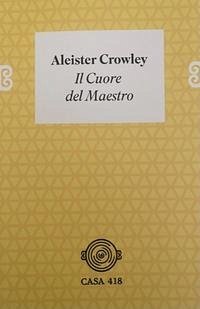 Aleister Crowley
Il Cuore
del Maestro
CASA 418